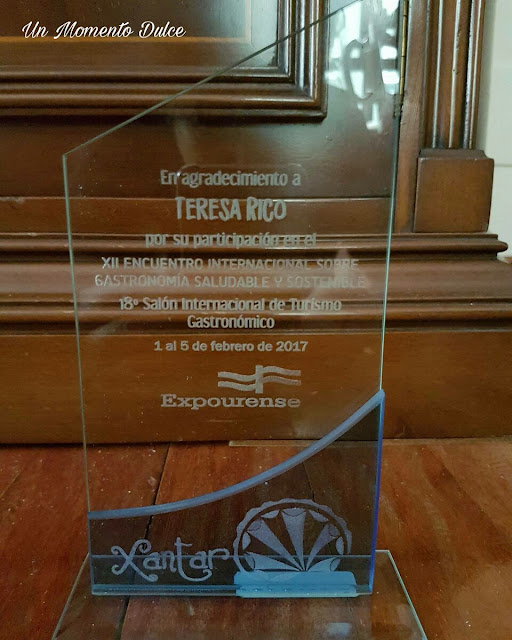 Un Momento Dulce
En agradecimiento a
TERESA RICO
por su participación en el
XII ENCUENTRO INTERNACIONAL SOBRE
GASTRONOMÍA SALUDABLE Y SOSTENIBLE
18º Salón Internacional de Turismo
Gastronómico
1 al 5 de febrero de 2017
Expourense
Xantar